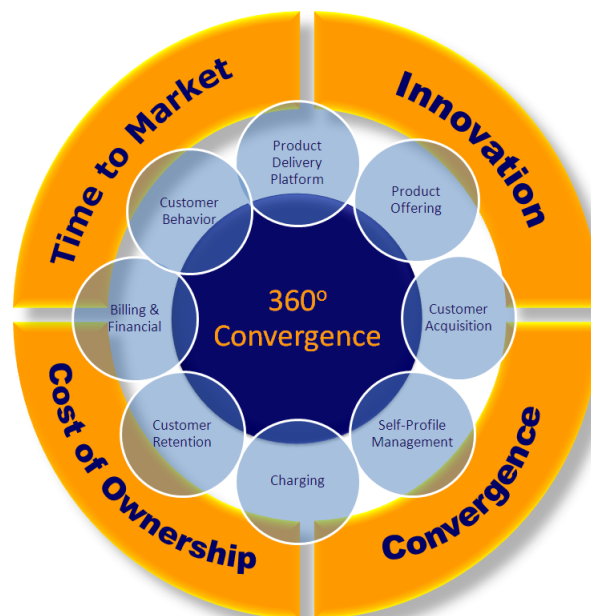 Time to Market
Innovation
Product
Delivery
Platform
Customer
Behavior
Product
Offering
360º
Convergence
Billing &
Financial
Customer
Acquisition
Customer
Retention
Self-Profile
Management
Charging
Cost of Ownership
Convergence